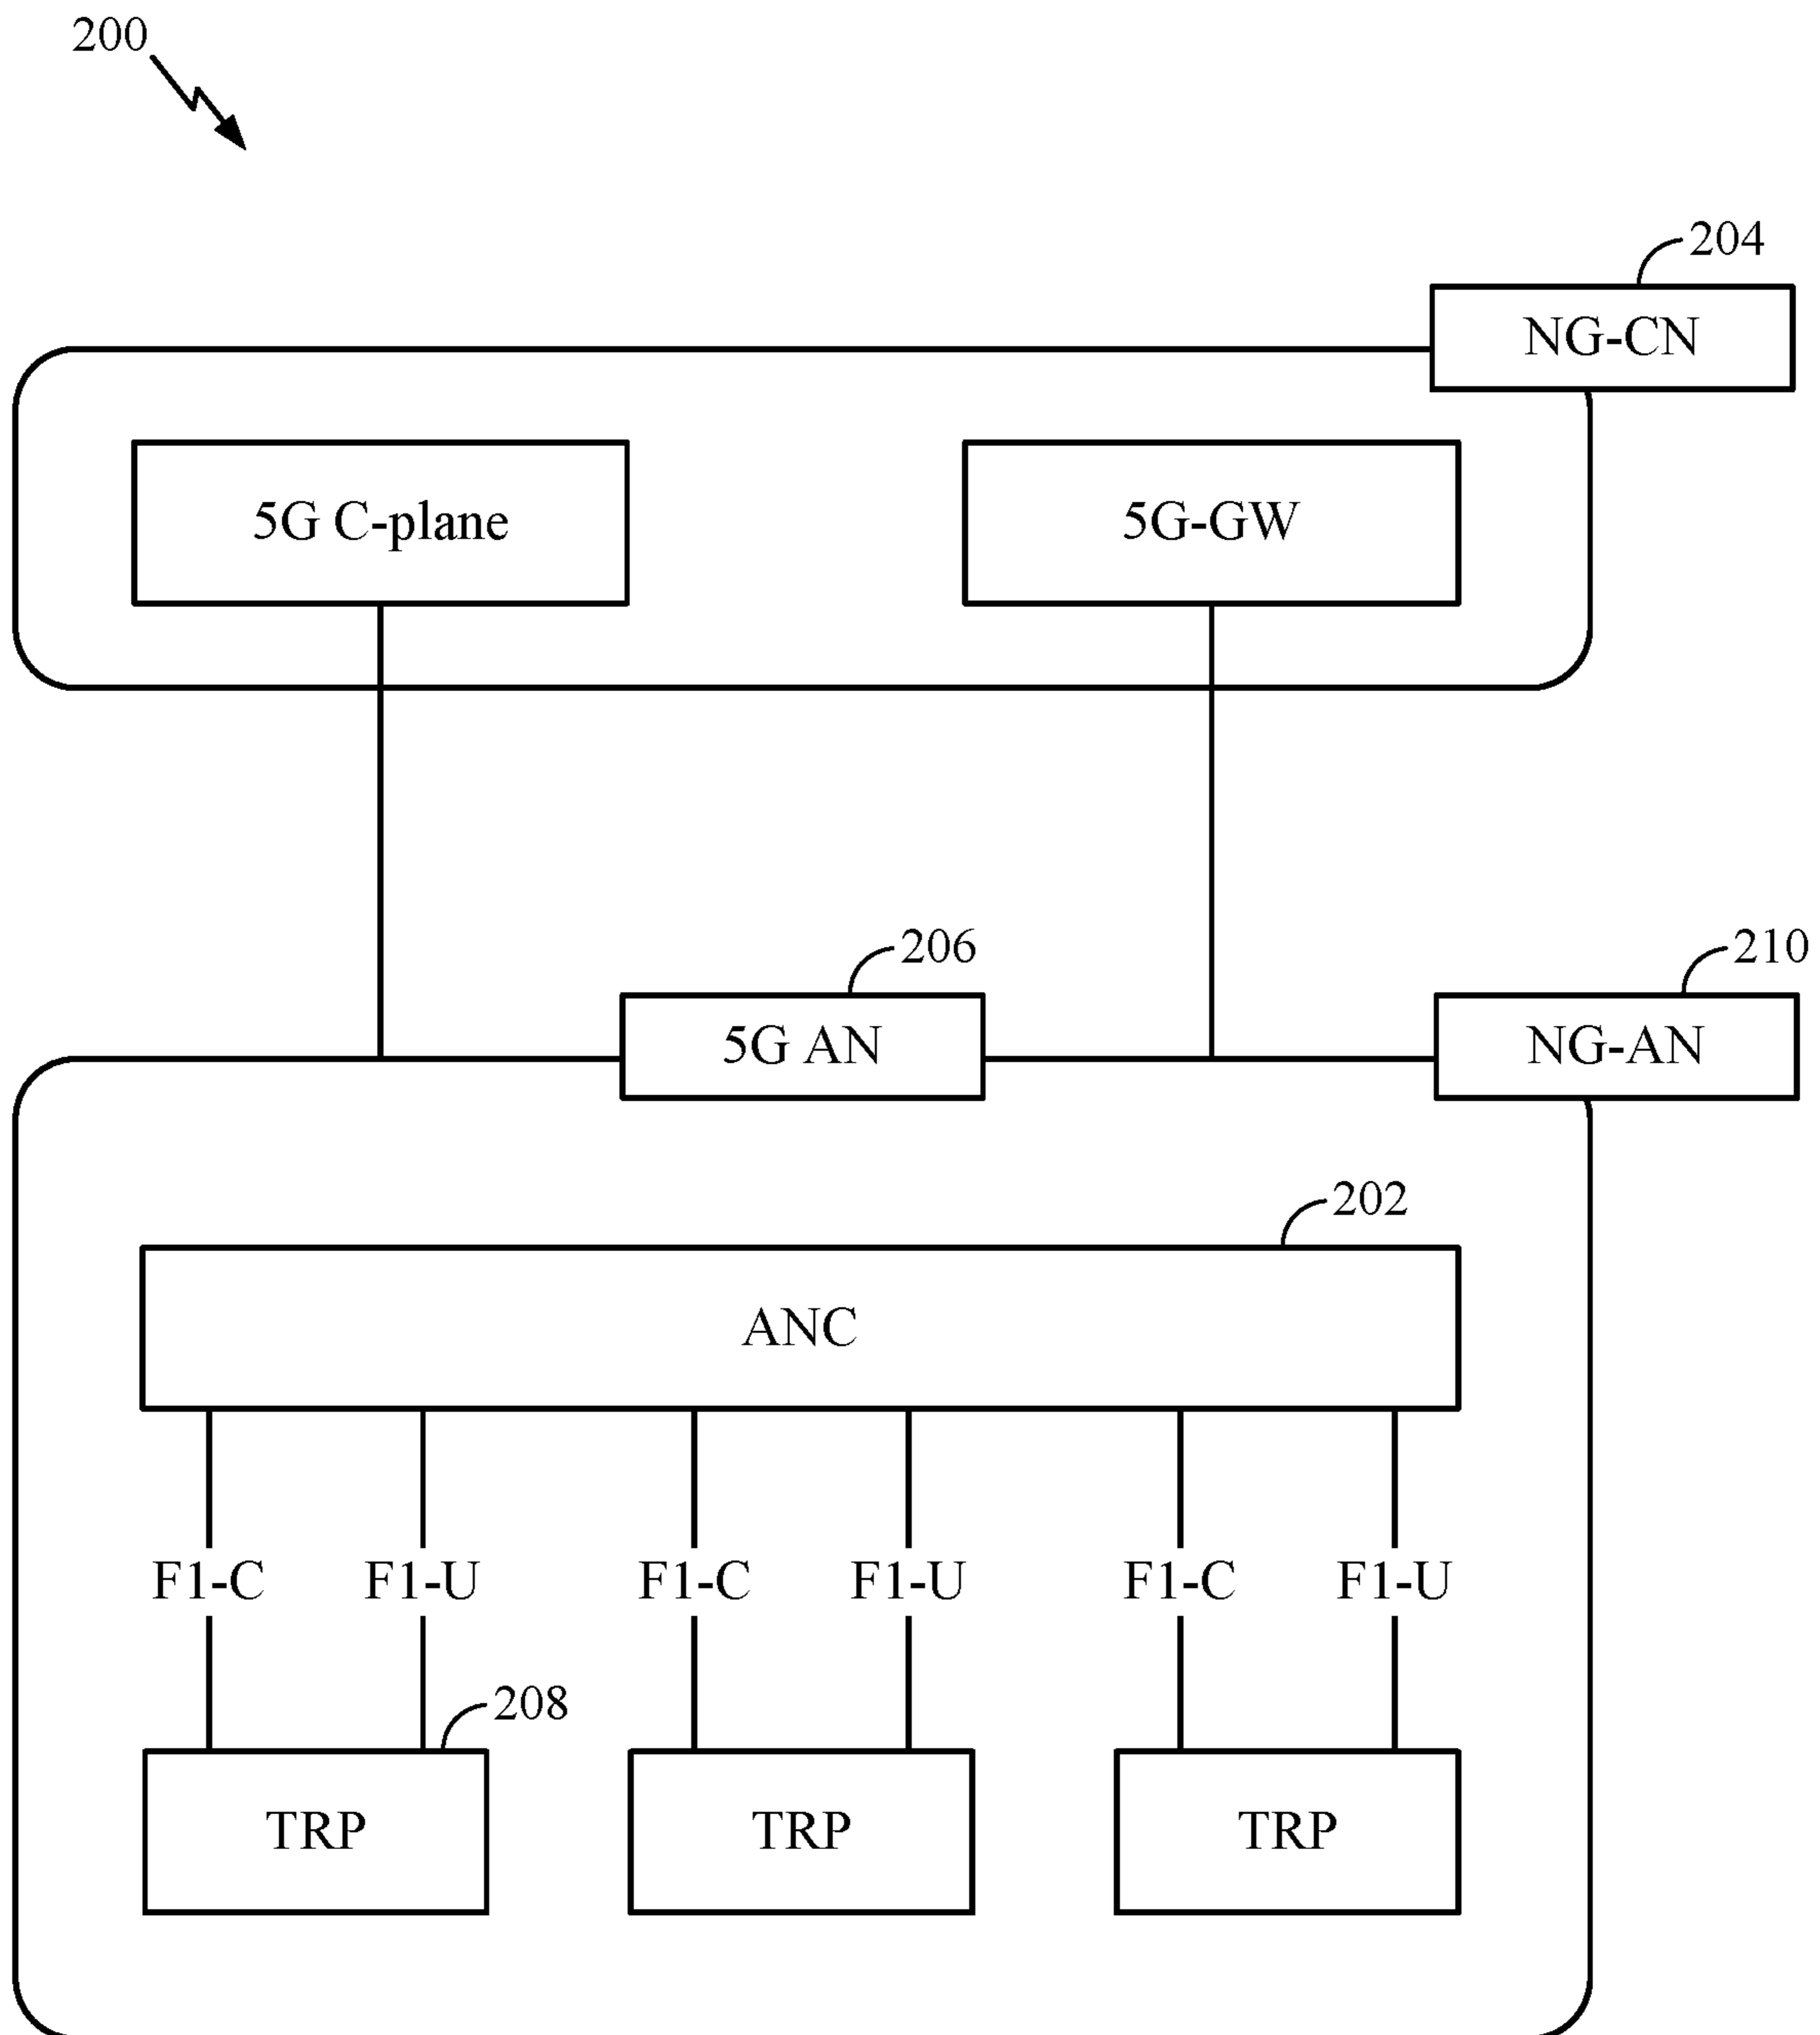 200
204
NG-CN
5G C-plane
5G-GW
206
210
5G AN
NG-AN
202
ANC
F1-C
F1-U
F1-C
F1-U
F1-C
F1-U
208
TRP
TRP
TRP